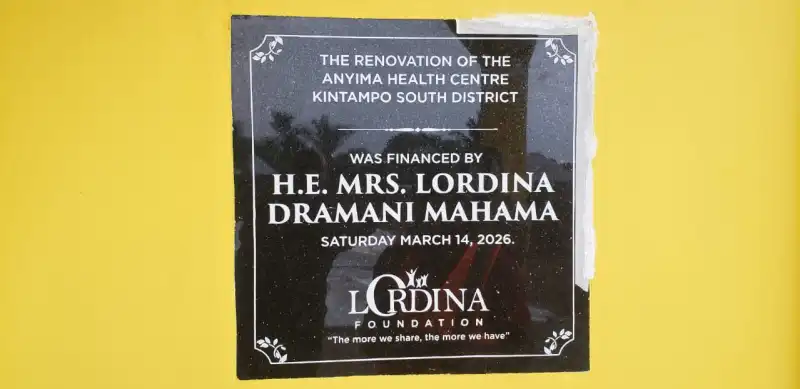 THE RENOVATION OF THE
ANYIMA HEALTH CENTRE
KINTAMPO SOUTH DISTRICT
WAS FINANCED BY
H.E. MRS. LORDINA
DRAMANI MAHAMA
SATURDAY MARCH 14, 2026.
LORDINA
FOUNDATION
"The more we share, the more we have"